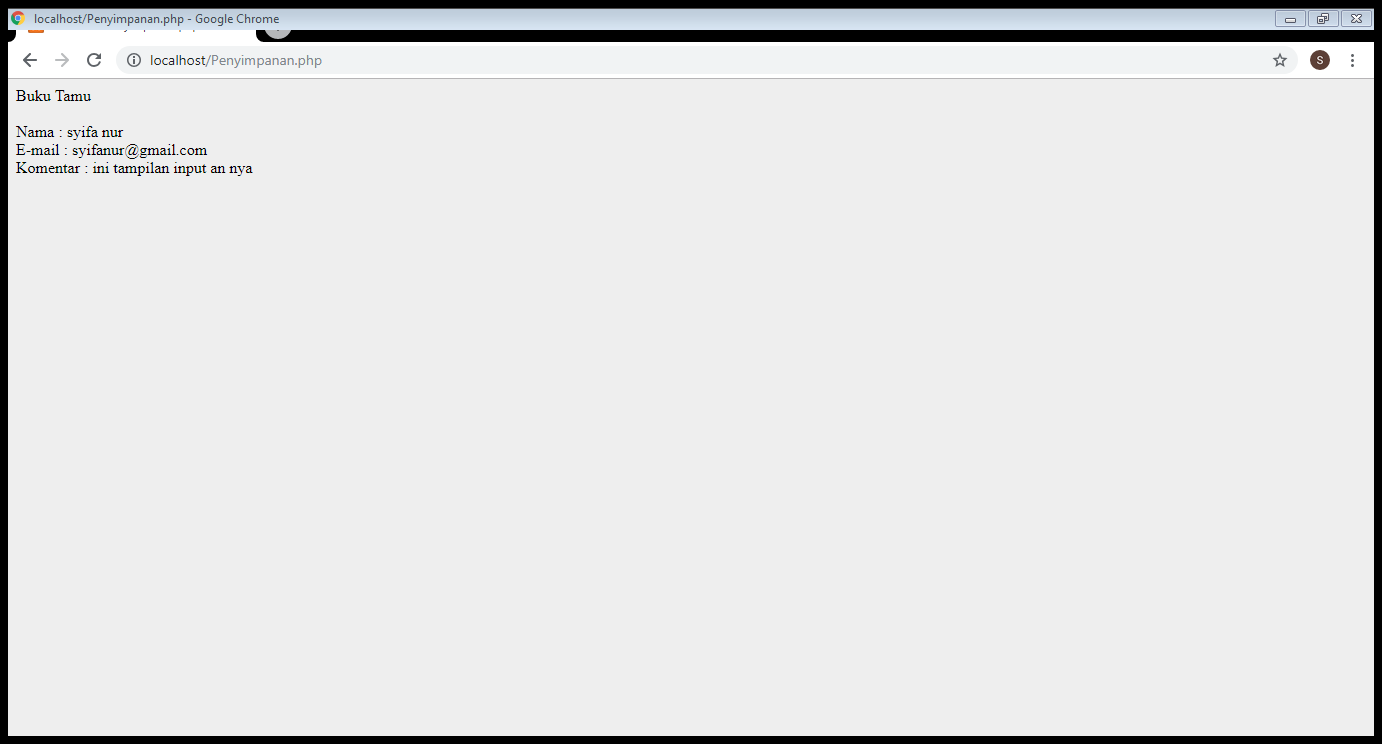 localhost/Penyimpanan.php - Google Chrome
localhost/Penyimpanan.php
S
Buku Tamu
Nama : syifa nur
E-mail : syifanur@gmail.com
Komentar : ini tampilan input an nya